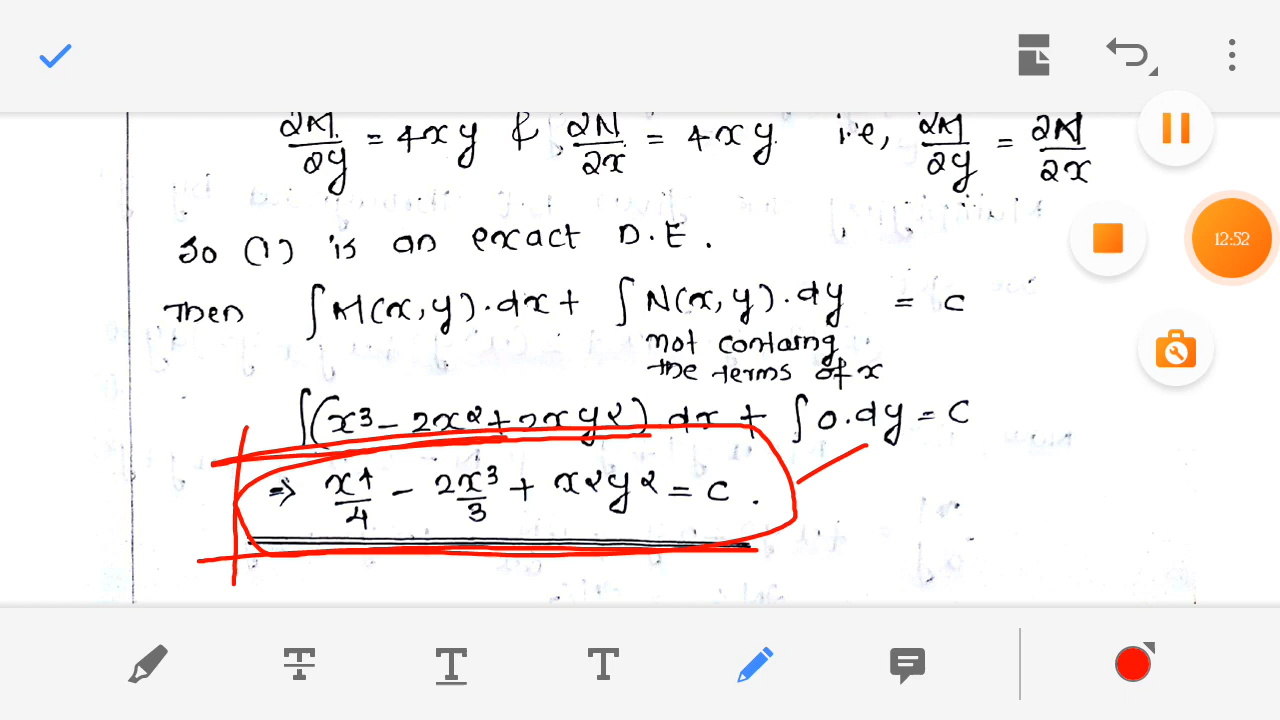 ∂M/∂y = 4xy & ∂N/∂x = 4xy i.e, ∂M/∂y = ∂N/∂x
So (1) is an exact D.E.
Then ∫M(x,y).dx + ∫N(x,y).dy = c
not containg
the terms of x
∫(x³ - 2x² + 2xy²) dx + ∫0.dy = c
⇒ x⁴/4 - 2x³/3 + x²y² = c.
12:52
T T T